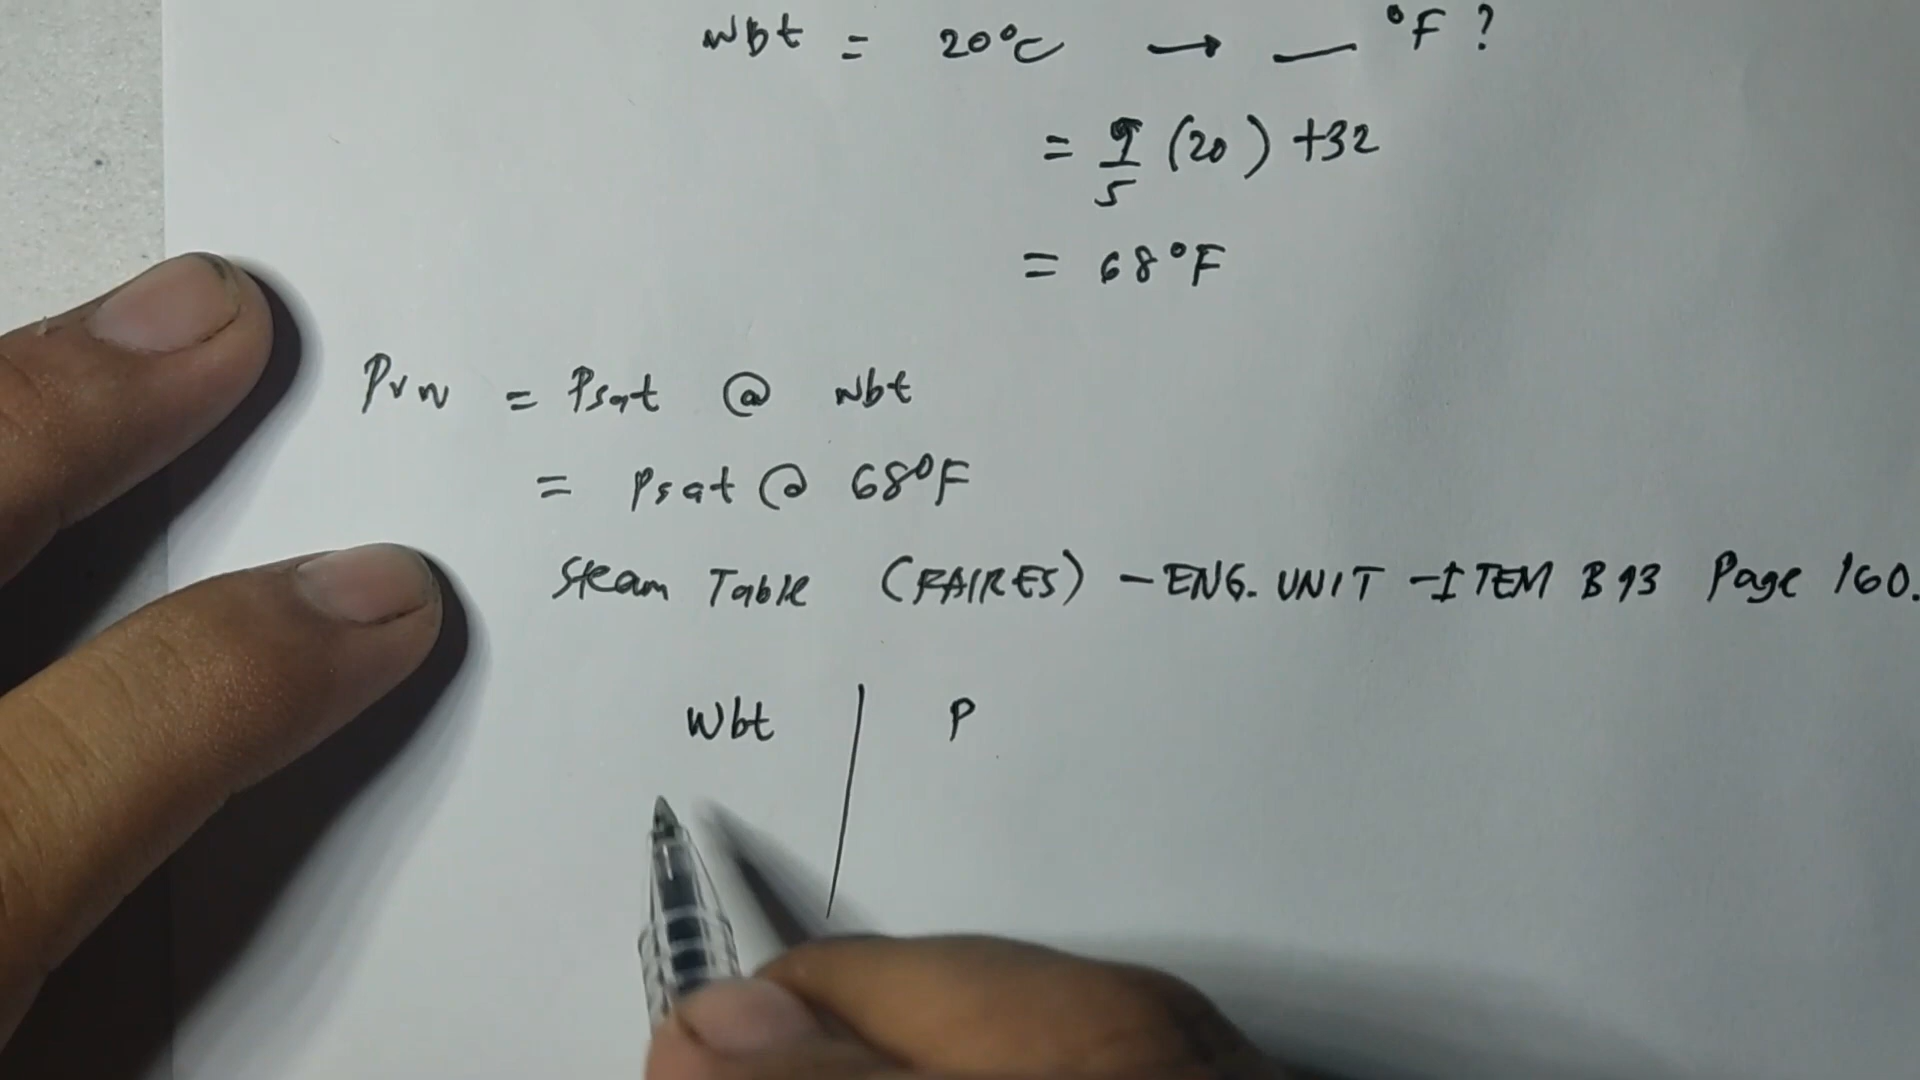 Wbt = 20°C → __ °F ?
= 9/5 (20) +32
= 68°F
Pvw = Psat @ Wbt
= Psat @ 68°F
Steam Table (FAIRES) - ENG. UNIT - ITEM B13 Page 160.
Wbt | P